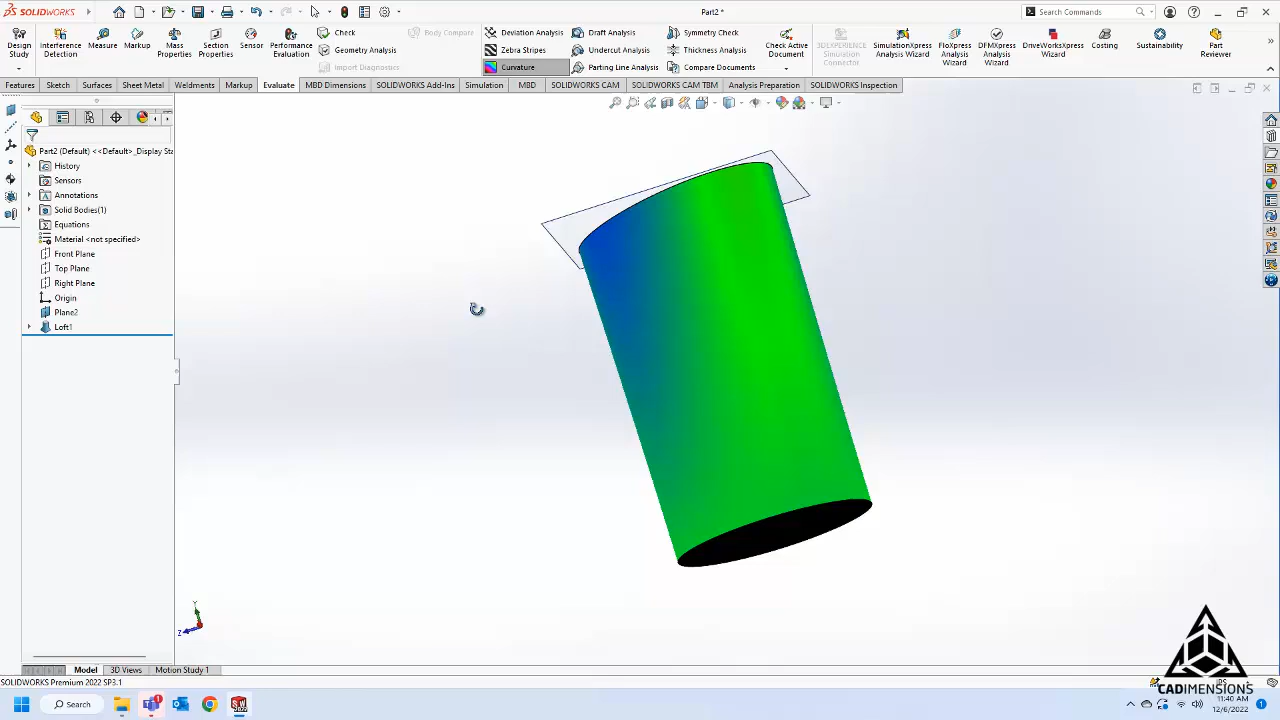 SOLIDWORKS
Part2 *
Search Commands
Design Study
Interference Detection
Measure
Markup
Mass Properties
Section Properties
Sensor
Performance Evaluation
Check
Geometry Analysis
Import Diagnostics
Body Compare
Deviation Analysis
Zebra Stripes
Curvature
Draft Analysis
Undercut Analysis
Parting Line Analysis
Symmetry Check
Thickness Analysis
Compare Documents
Check Active Document
3DEXPERIENCE Simulation Connector
SimulationXpress Analysis Wizard
FloXpress Analysis Wizard
DFMXpress Analysis Wizard
DriveWorksXpress Wizard
Costing
Sustainability
Part Reviewer
Features
Sketch
Surfaces
Sheet Metal
Weldments
Markup
Evaluate
MBD Dimensions
SOLIDWORKS Add-Ins
Simulation
MBD
SOLIDWORKS CAM
SOLIDWORKS CAM TBM
Analysis Preparation
SOLIDWORKS Inspection
Part2 (Default) <<Default>_Display Sta
History
Sensors
Annotations
Solid Bodies(1)
Equations
Material <not specified>
Front Plane
Top Plane
Right Plane
Origin
Plane2
Loft1
Y
Z
Model
3D Views
Motion Study 1
SOLIDWORKS Premium 2022 SP3.1
CADIMENSIONS
Search
11:40 AM
12/6/2022